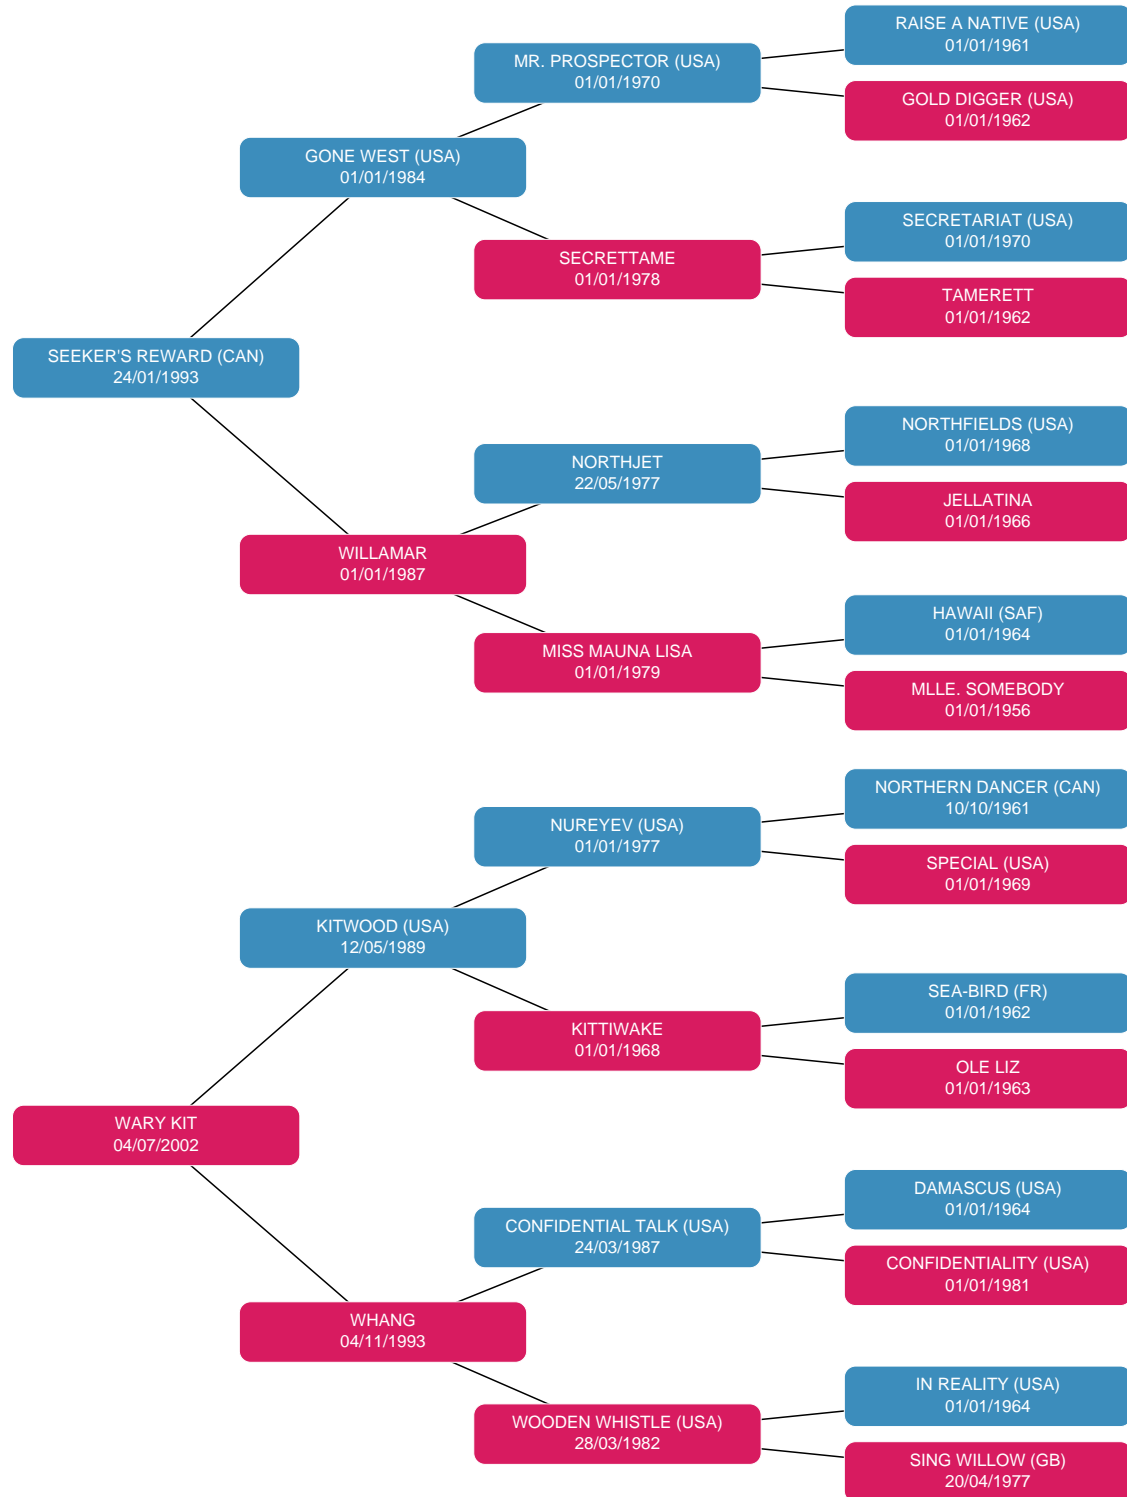 RAISE A NATIVE (USA)
01/01/1961
MR. PROSPECTOR (USA)
01/01/1970
GOLD DIGGER (USA)
01/01/1962
GONE WEST (USA)
01/01/1984
SECRETARIAT (USA)
01/01/1970
SECRETTAME
01/01/1978
TAMERETT
01/01/1962
SEEKER'S REWARD (CAN)
24/01/1993
NORTHFIELDS (USA)
01/01/1968
NORTHJET
22/05/1977
JELLATINA
01/01/1966
WILLAMAR
01/01/1987
HAWAII (SAF)
01/01/1964
MISS MAUNA LISA
01/01/1979
MLLE. SOMEBODY
01/01/1956
NORTHERN DANCER (CAN)
10/10/1961
NUREYEV (USA)
01/01/1977
SPECIAL (USA)
01/01/1969
KITWOOD (USA)
12/05/1989
SEA-BIRD (FR)
01/01/1962
KITTIWAKE
01/01/1968
OLE LIZ
01/01/1963
WARY KIT
04/07/2002
DAMASCUS (USA)
01/01/1964
CONFIDENTIAL TALK (USA)
24/03/1987
CONFIDENTIALITY (USA)
01/01/1981
WHANG
04/11/1993
IN REALITY (USA)
01/01/1964
WOODEN WHISTLE (USA)
28/03/1982
SING WILLOW (GB)
20/04/1977